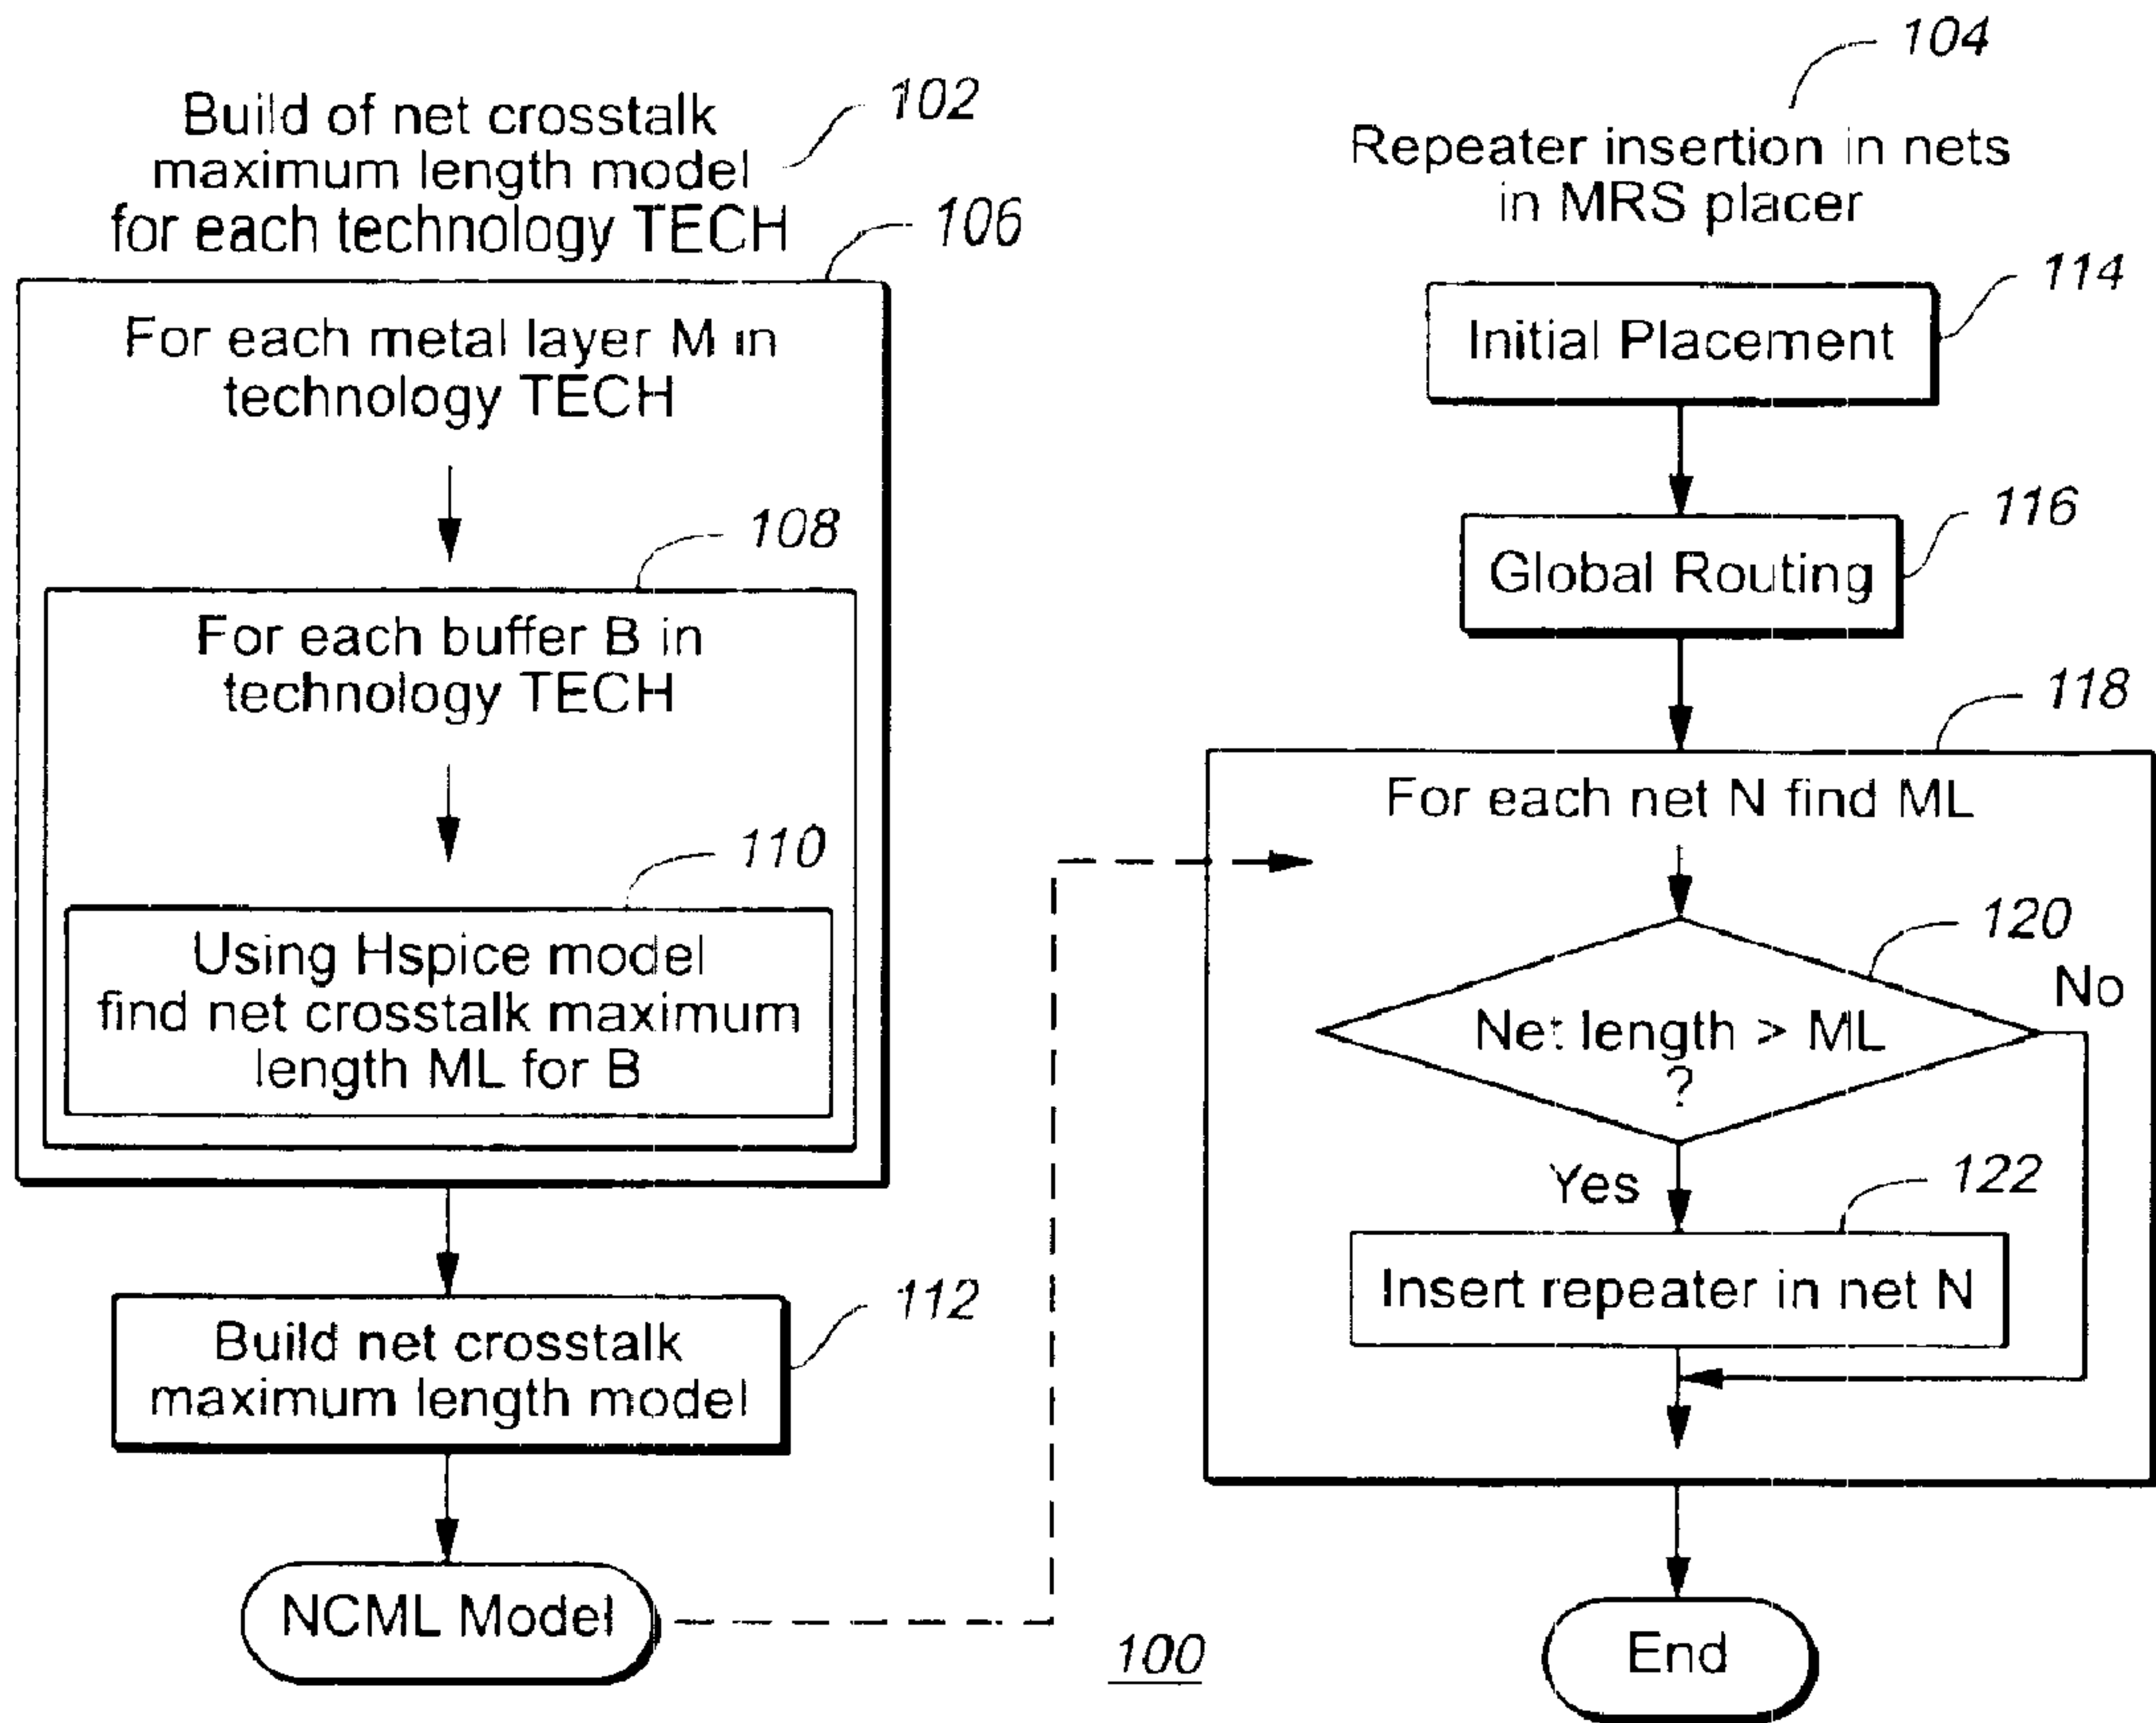 Build of net crosstalk
maximum length model
for each technology TECH
102
106
For each metal layer M in
technology TECH
108
For each buffer B in
technology TECH
110
Using Hspice model
find net crosstalk maximum
length ML for B
112
Build net crosstalk
maximum length model
NCML Model
100
104
Repeater insertion in nets
in MRS placer
114
Initial Placement
116
Global Routing
118
For each net N find ML
120
No
Net length > ML
?
Yes
122
Insert repeater in net N
End